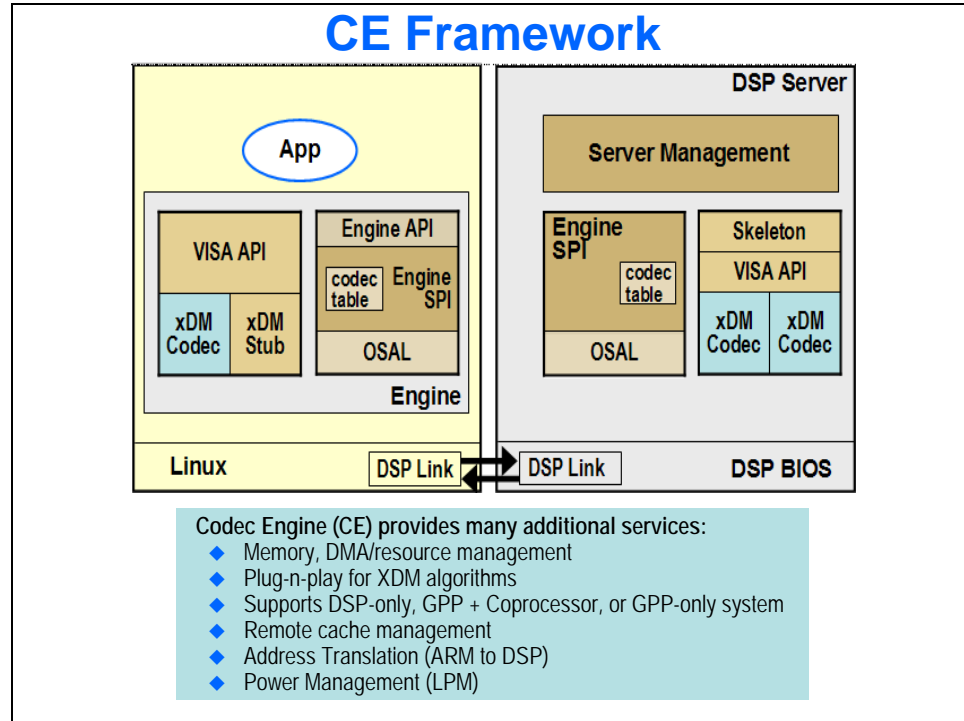 CE Framework
DSP Server
App
Server Management
VISA API
xDM
Codec
xDM
Stub
Engine API
codec
table
Engine
SPI
OSAL
Engine
Engine
SPI
codec
table
OSAL
Skeleton
VISA API
xDM
Codec
xDM
Codec
Linux
DSP Link
DSP Link
DSP BIOS
Codec Engine (CE) provides many additional services:
Memory, DMA/resource management
Plug-n-play for XDM algorithms
Supports DSP-only, GPP + Coprocessor, or GPP-only system
Remote cache management
Address Translation (ARM to DSP)
Power Management (LPM)